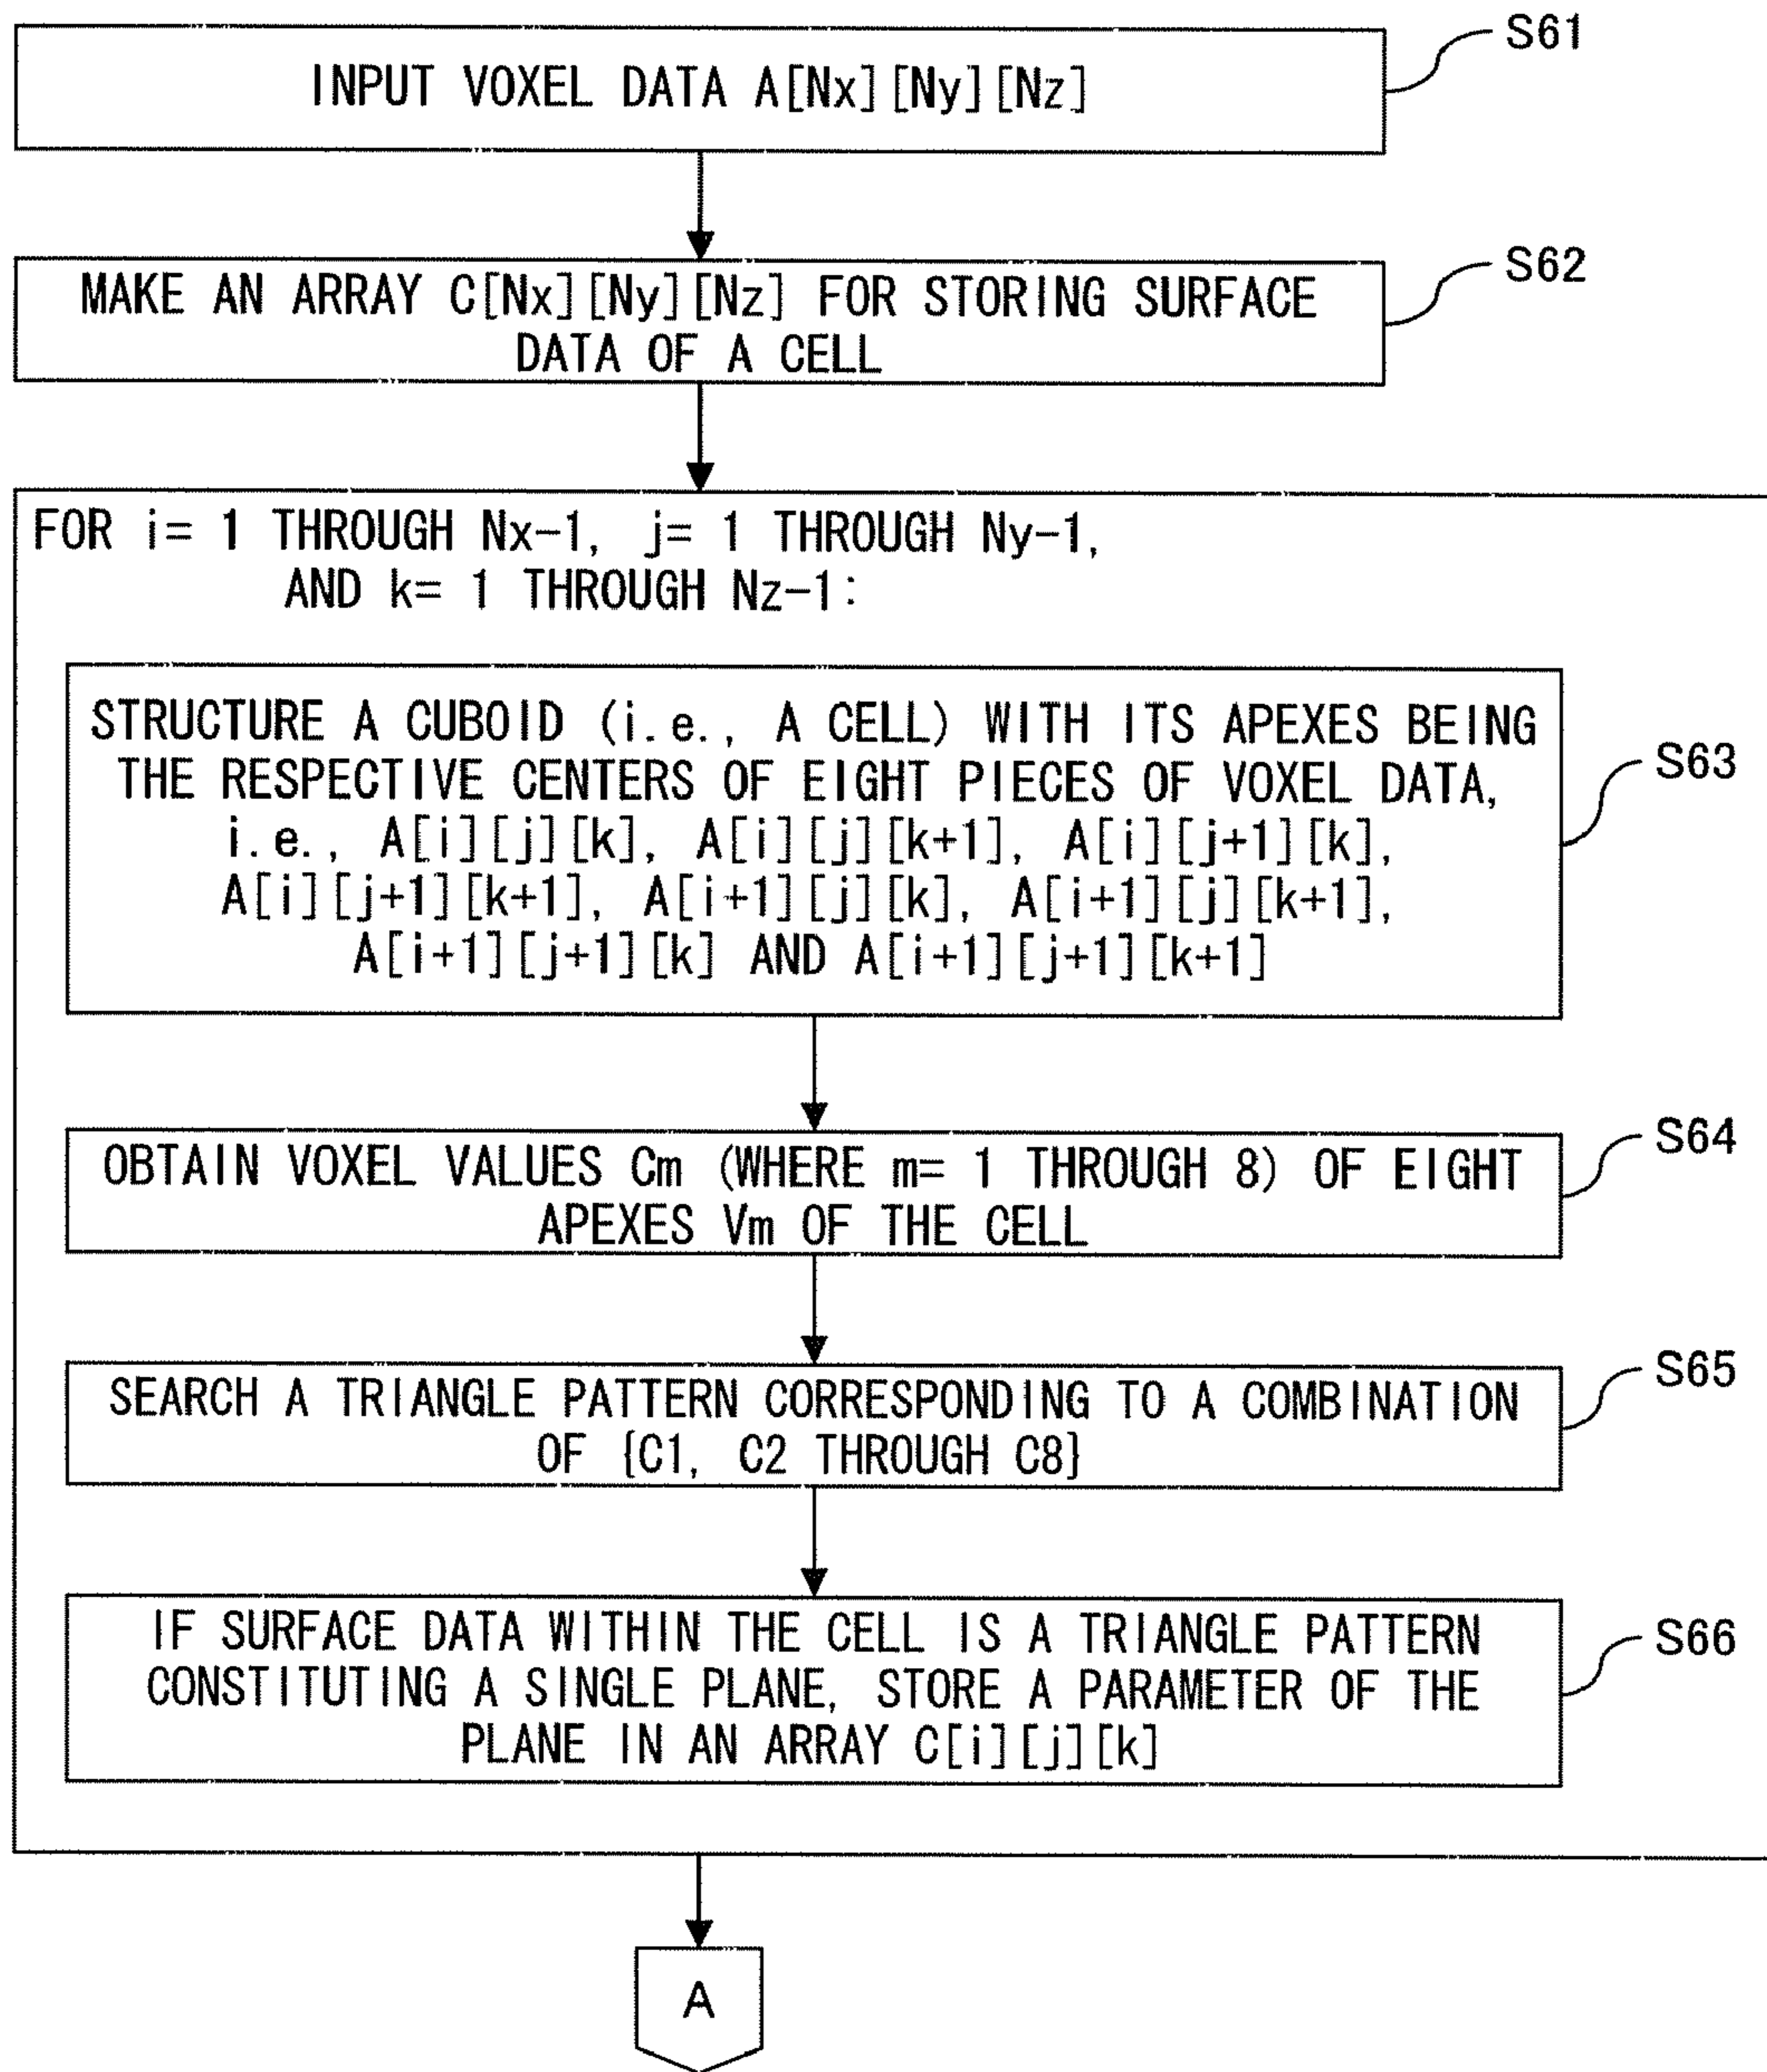 S61
INPUT VOXEL DATA A[Nx][Ny][Nz]
S62
MAKE AN ARRAY C[Nx][Ny][Nz] FOR STORING SURFACE
DATA OF A CELL
FOR i= 1 THROUGH Nx-1, j= 1 THROUGH Ny-1,
AND k= 1 THROUGH Nz-1:
STRUCTURE A CUBOID (i.e., A CELL) WITH ITS APEXES BEING
THE RESPECTIVE CENTERS OF EIGHT PIECES OF VOXEL DATA,
i.e., A[i][j][k], A[i][j][k+1], A[i][j+1][k],
A[i][j+1][k+1], A[i+1][j][k], A[i+1][j][k+1],
A[i+1][j+1][k] AND A[i+1][j+1][k+1]
S63
OBTAIN VOXEL VALUES Cm (WHERE m= 1 THROUGH 8) OF EIGHT
APEXES Vm OF THE CELL
S64
SEARCH A TRIANGLE PATTERN CORRESPONDING TO A COMBINATION
OF {C1, C2 THROUGH C8}
S65
IF SURFACE DATA WITHIN THE CELL IS A TRIANGLE PATTERN
CONSTITUTING A SINGLE PLANE, STORE A PARAMETER OF THE
PLANE IN AN ARRAY C[i][j][k]
S66
A